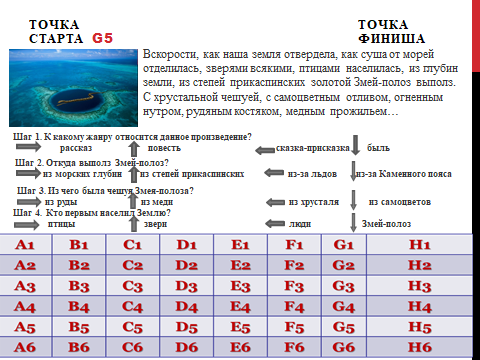 ТОЧКА СТАРТА G5
ТОЧКА ФИНИША
Вскорости, как наша земля отвердела, как суша от морей
отделилась, зверями всякими, птицами населилась, из глубин
земли, из степей прикаспинских золотой Змей-полоз выполз.
С хрустальной чешуей, с самоцветным отливом, огненным
нутром, рудяным костяком, медным прожильем…
Шаг 1. К какому жанру относится данное произведение?
рассказ повесть сказка-присказка быль
Шаг 2. Откуда выполз Змей-полоз?
из морских глубин из степей прикаспинских из-за льдов из-за Каменного пояса
Шаг 3. Из чего была чешуя Змея-полоза?
из руды из меди из хрусталя из самоцветов
Шаг 4. Кто первым населил Землю?
птицы звери люди Змей-полоз
A1 B1 C1 D1 E1 F1 G1 H1
A2 B2 C2 D2 E2 F2 G2 H2
A3 B3 C3 D3 E3 F3 G3 H3
A4 B4 C4 D4 E4 F4 G4 H4
A5 B5 C5 D5 E5 F5 G5 H5
A6 B6 C6 D6 E6 F6 G6 H6